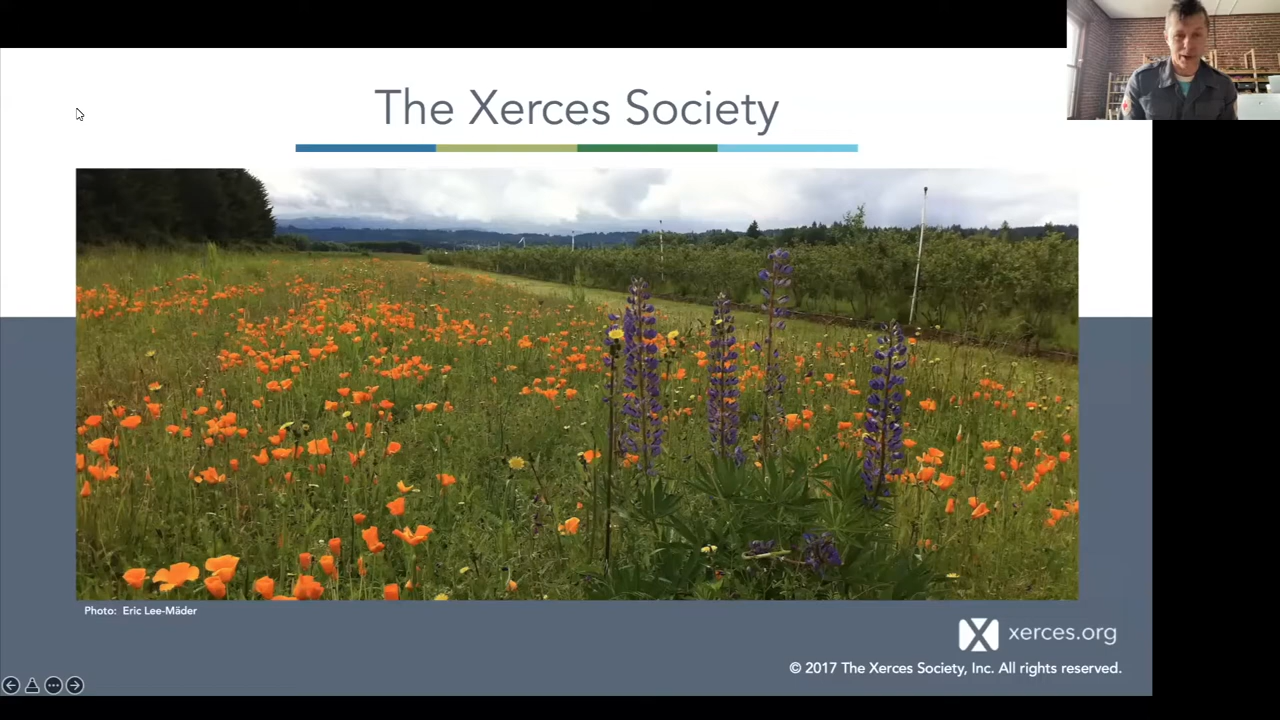 The Xerces Society
Photo: Eric Lee-Mäder
xerces.org
© 2017 The Xerces Society, Inc. All rights reserved.